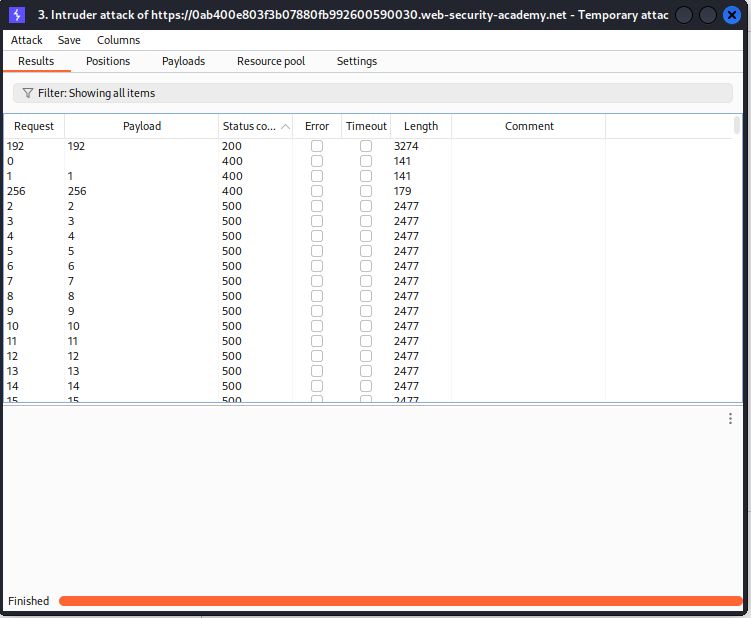 3. Intruder attack of https://0ab400e803f3b07880fb992600590030.web-security-academy.net - Temporary attac
Attack Save Columns
Results Positions Payloads Resource pool Settings
Filter: Showing all items
Request Payload Status co... Error Timeout Length Comment
192 192 200 3274
0 400 141
1 1 400 141
256 256 400 179
2 2 500 2477
3 3 500 2477
4 4 500 2477
5 5 500 2477
6 6 500 2477
7 7 500 2477
8 8 500 2477
9 9 500 2477
10 10 500 2477
11 11 500 2477
12 12 500 2477
13 13 500 2477
14 14 500 2477
15 15 500 2477
Finished